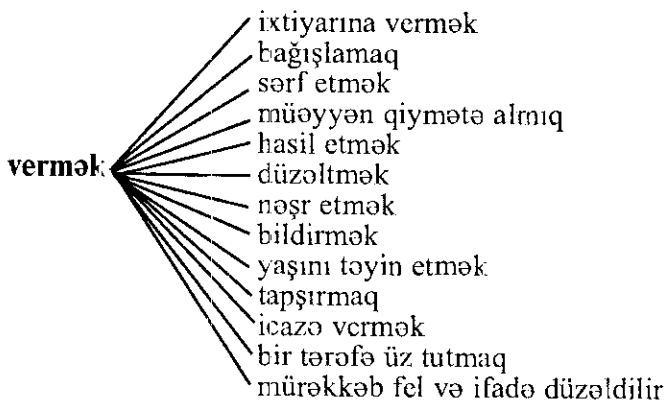 vermək
ixtiyarına vermək
bağışlamaq
sərf etmək
müəyyən qiymətə almıq
hasil etmək
düzəltmək
nəşr etmək
bildirmək
yaşını təyin etmək
tapşırmaq
icazə vermək
bir tərəfə üz tutmaq
mürəkkəb fel və ifadə düzəldilir